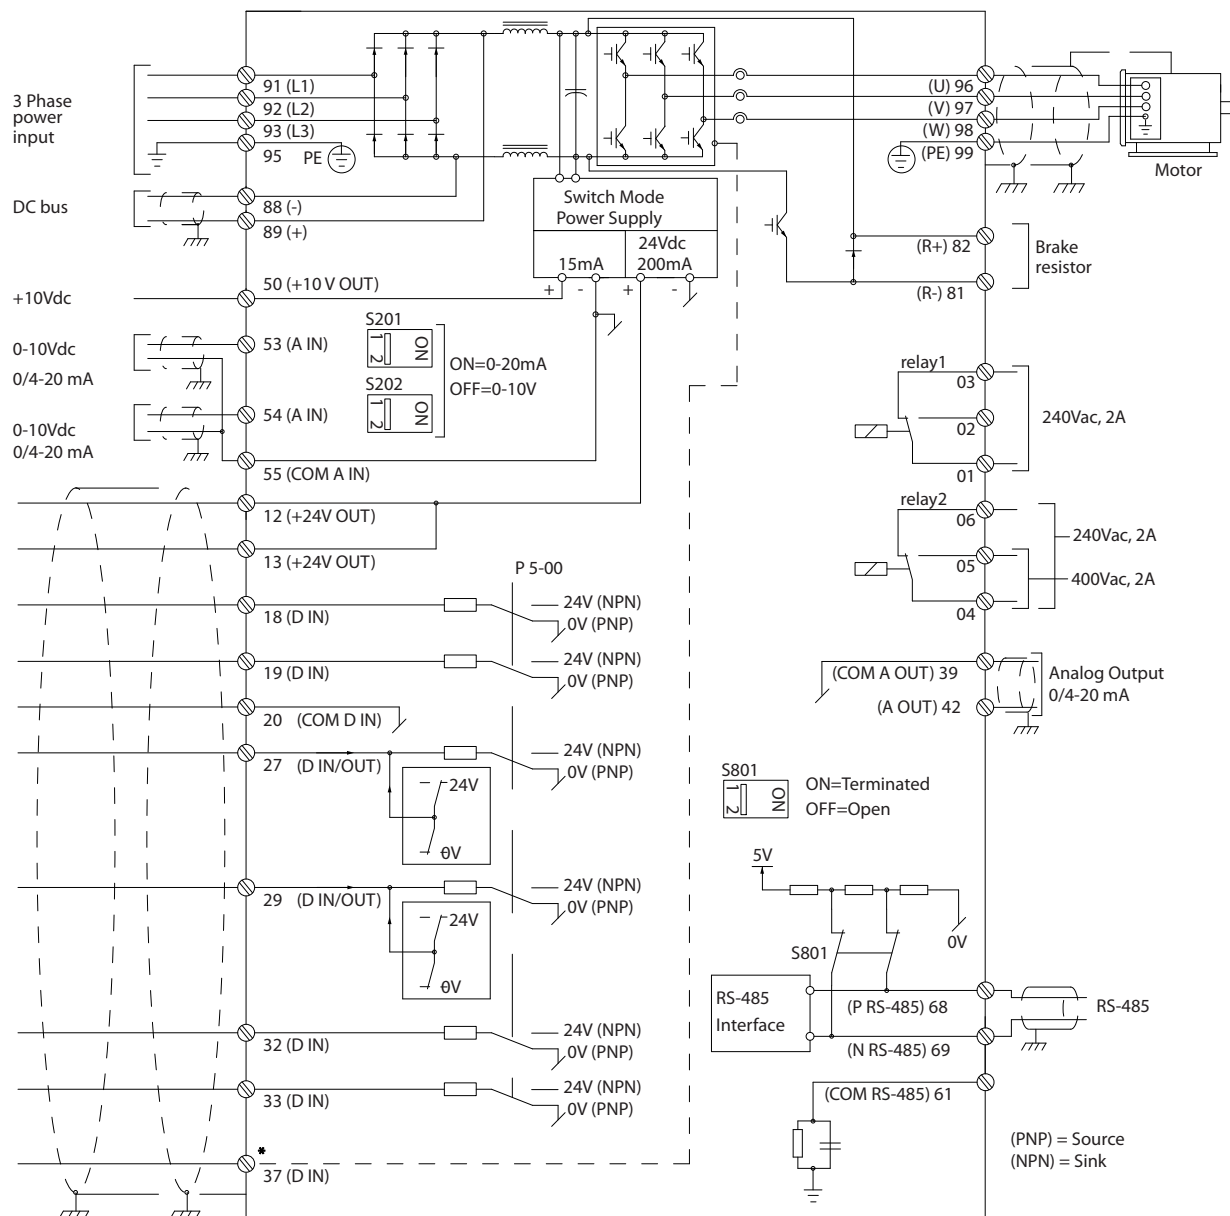 3 Phase
power
input
91 (L1)
92 (L2)
93 (L3)
95
PE
DC bus
88 (-)
89 (+)
Switch Mode
Power Supply
24Vdc
15mA
200mA
+
-
+
-
(U) 96
(V) 97
(W) 98
(PE) 99
Motor
(R+) 82
Brake
resistor
(R-) 81
50 (+10 V OUT)
+10Vdc
S201
1 2
ON
53 (A IN)
0-10Vdc
0/4-20 mA
ON=0-20mA
OFF=0-10V
S202
1 2
ON
54 (A IN)
0-10Vdc
0/4-20 mA
55 (COM A IN)
12 (+24V OUT)
13 (+24V OUT)
relay1
03
02
240Vac, 2A
01
relay2
06
240Vac, 2A
05
400Vac, 2A
04
P 5-00
18 (D IN)
24V (NPN)
0V (PNP)
19 (D IN)
24V (NPN)
0V (PNP)
20 (COM D IN)
27 (D IN/OUT)
24V (NPN)
0V (PNP)
24V
0V
29 (D IN/OUT)
24V (NPN)
0V (PNP)
24V
0V
32 (D IN)
24V (NPN)
0V (PNP)
33 (D IN)
24V (NPN)
0V (PNP)
*
37 (D IN)
(COM A OUT) 39
Analog Output
0/4-20 mA
(A OUT) 42
S801
1 2
ON
ON=Terminated
OFF=Open
5V
0V
S801
RS-485
Interface
(P RS-485) 68
RS-485
(N RS-485) 69
(COM RS-485) 61
(PNP) = Source
(NPN) = Sink